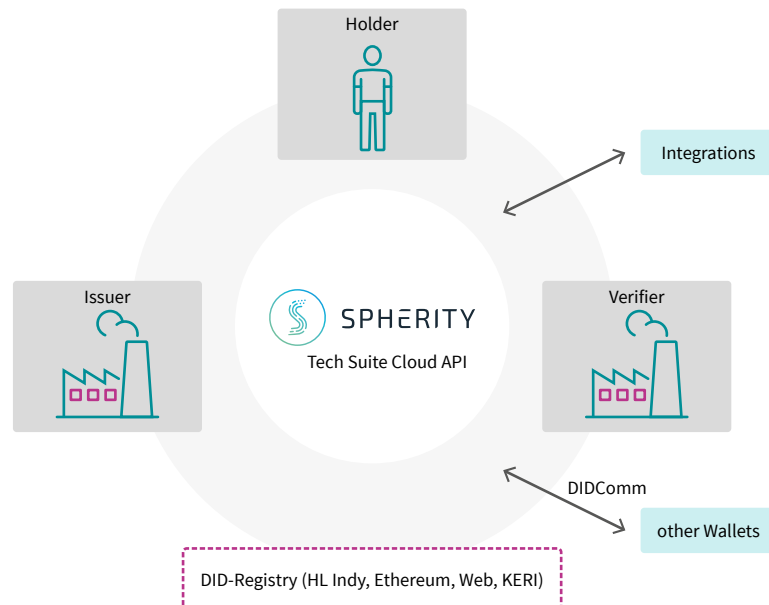 Holder
Integrations
Issuer
Verifier
SPHERITY
Tech Suite Cloud API
DIDComm
other Wallets
DID-Registry (HL Indy, Ethereum, Web, KERI)